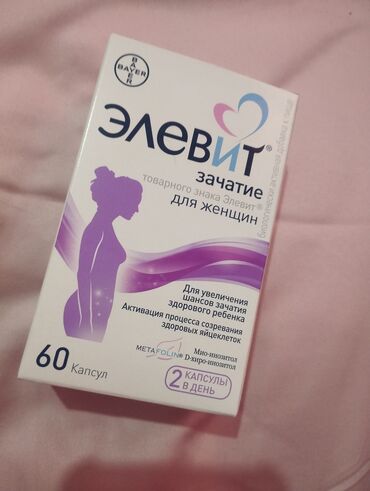 BAYER
BAYER
ЭЛЕВИТ®
зачатие
товарного знака Элевит®
для женщин
Для увеличения
шансов зачатия
здорового ребенка
Активация процесса созревания
здоровых яйцеклеток
METAFOLIN®
Мио-инозитол
D-хиро-инозитол
2 КАПСУЛЫ
В ДЕНЬ
60 Капсул